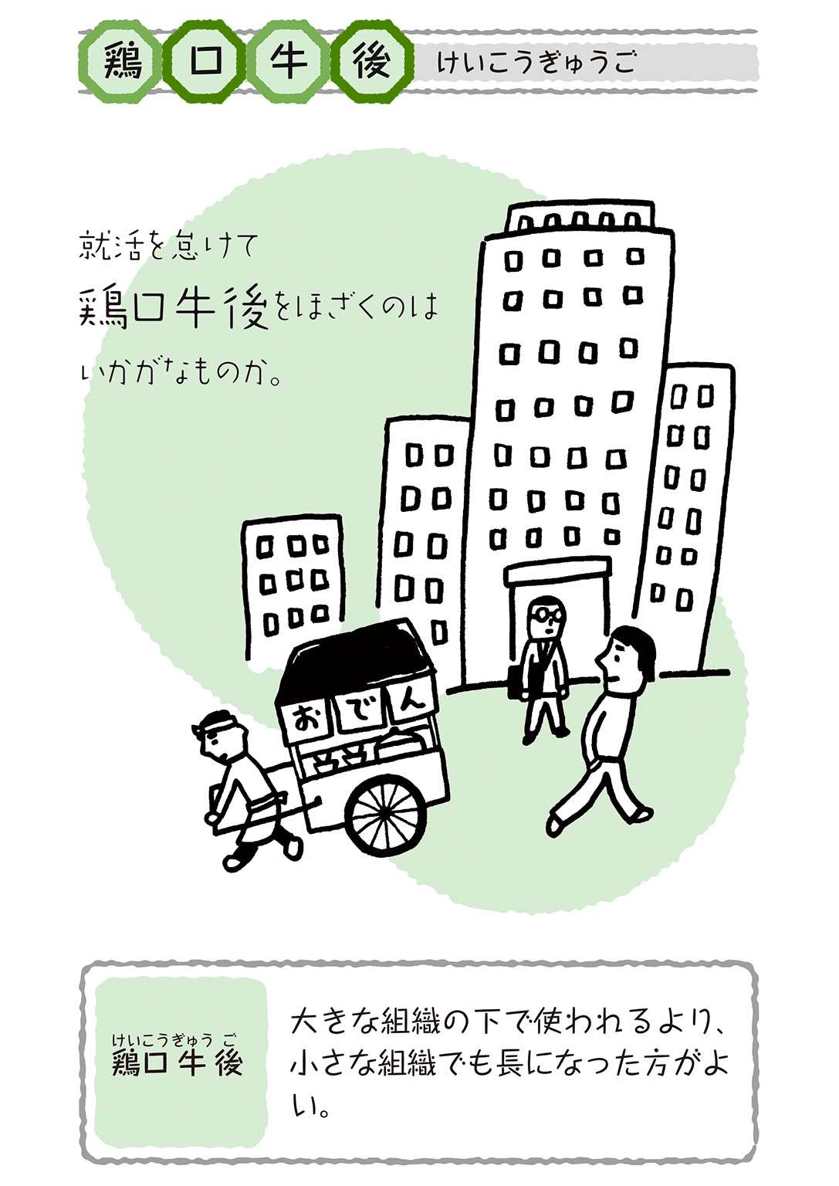 鶏口牛後 けいこうぎゅうご
就活を怠けて
鶏口牛後をほざくのは
いかがなものか。
おでん
けいこうぎゅうご
鶏口牛後
大きな組織の下で使われるより、
小さな組織でも長になった方がよ
い。